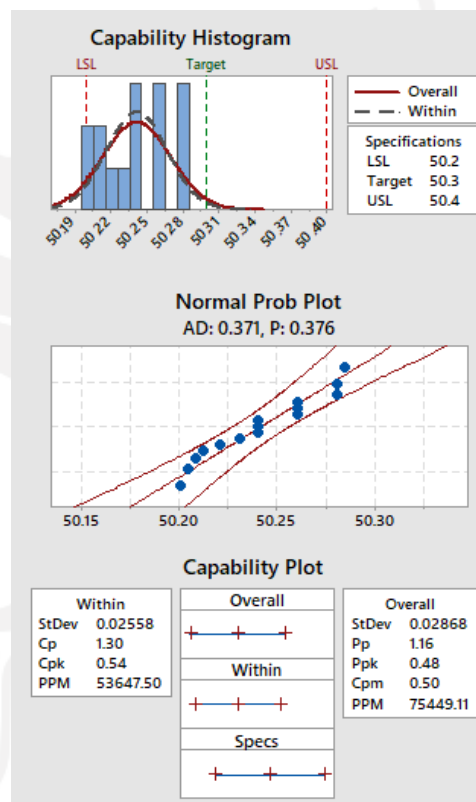 Capability Histogram
LSL Target USL
Overall
Within
Specifications
LSL 50.2
Target 50.3
USL 50.4
50.19 50.22 50.25 50.28 50.31 50.34 50.37 50.40
Normal Prob Plot
AD: 0.371, P: 0.376
50.15 50.20 50.25 50.30
Capability Plot
Within
StDev 0.02558
Cp 1.30
Cpk 0.54
PPM 53647.50
Overall
Within
Specs
Overall
StDev 0.02868
Pp 1.16
Ppk 0.48
Cpm 0.50
PPM 75449.11